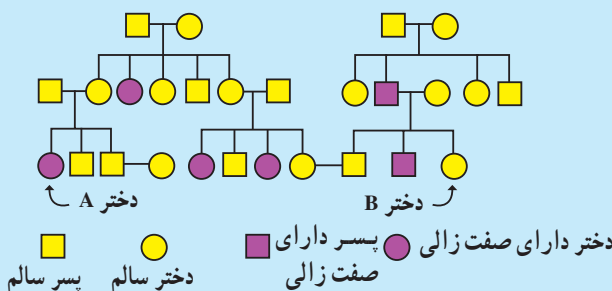 دختر A
دختر B
دختر دارای صفت زالی
پسر دارای صفت زالی
دختر سالم
پسر سالم